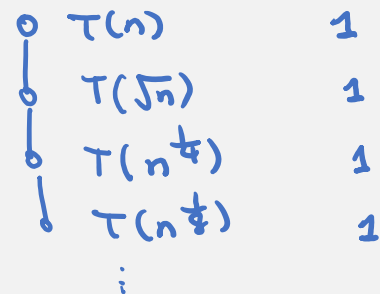 T(n) 1
T(√n) 1
T(n^{1/4}) 1
T(n^{1/8}) 1
⋮